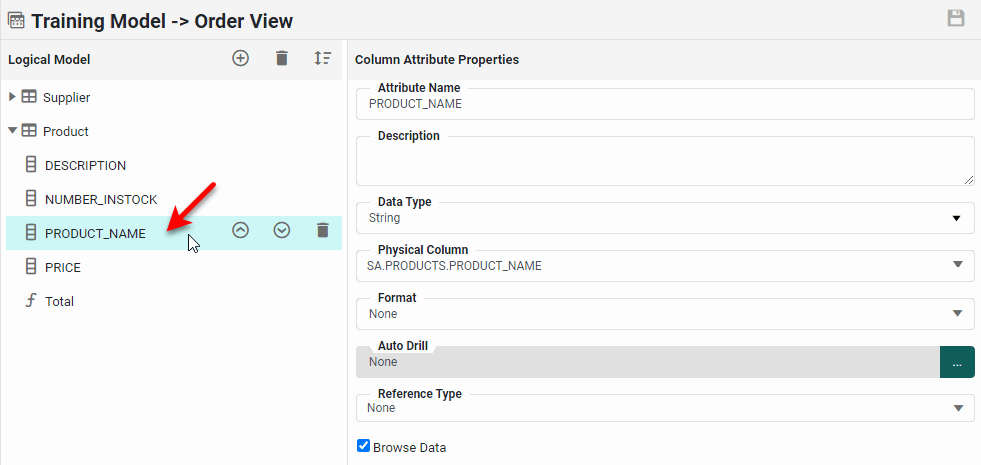 Training Model -> Order View
Logical Model
Supplier
Product
DESCRIPTION
NUMBER_INSTOCK
PRODUCT_NAME
PRICE
Total
Column Attribute Properties
Attribute Name
PRODUCT_NAME
Description
Data Type
String
Physical Column
SA.PRODUCTS.PRODUCT_NAME
Format
None
Auto Drill
None
...
Reference Type
None
Browse Data